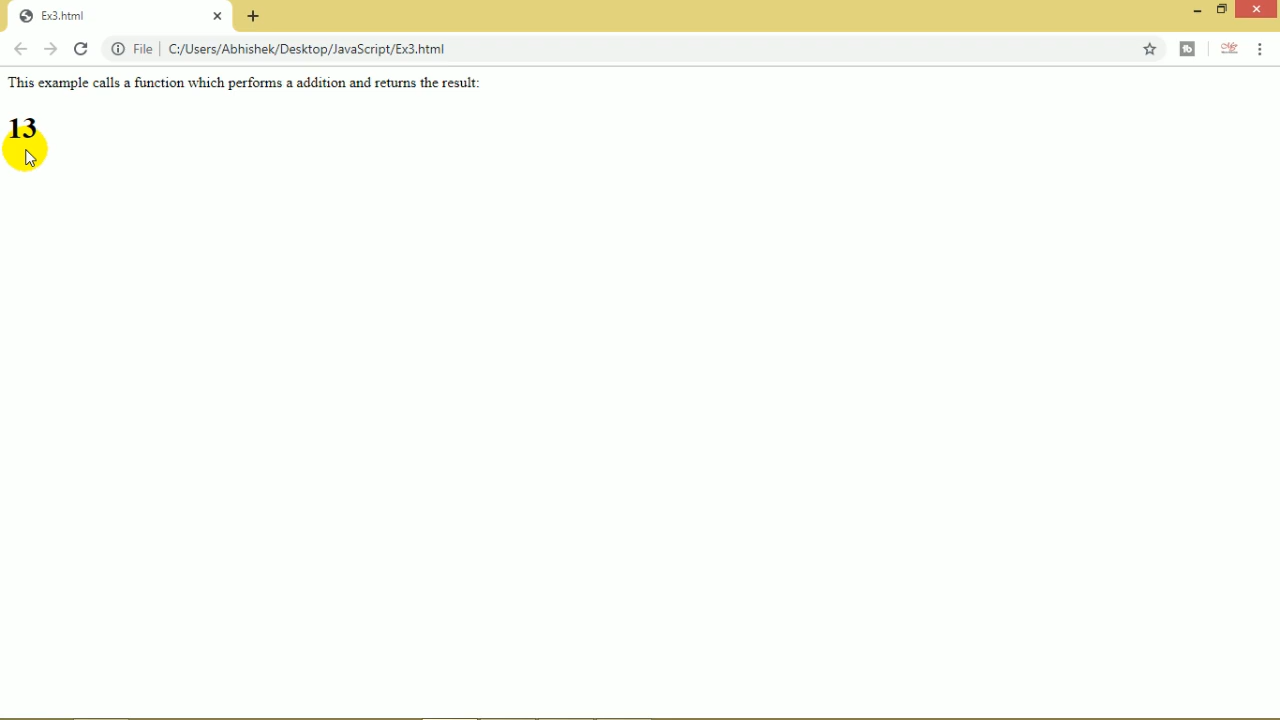 Ex3.html
File
C:/Users/Abhishek/Desktop/JavaScript/Ex3.html
This example calls a function which performs a addition and returns the result:
13